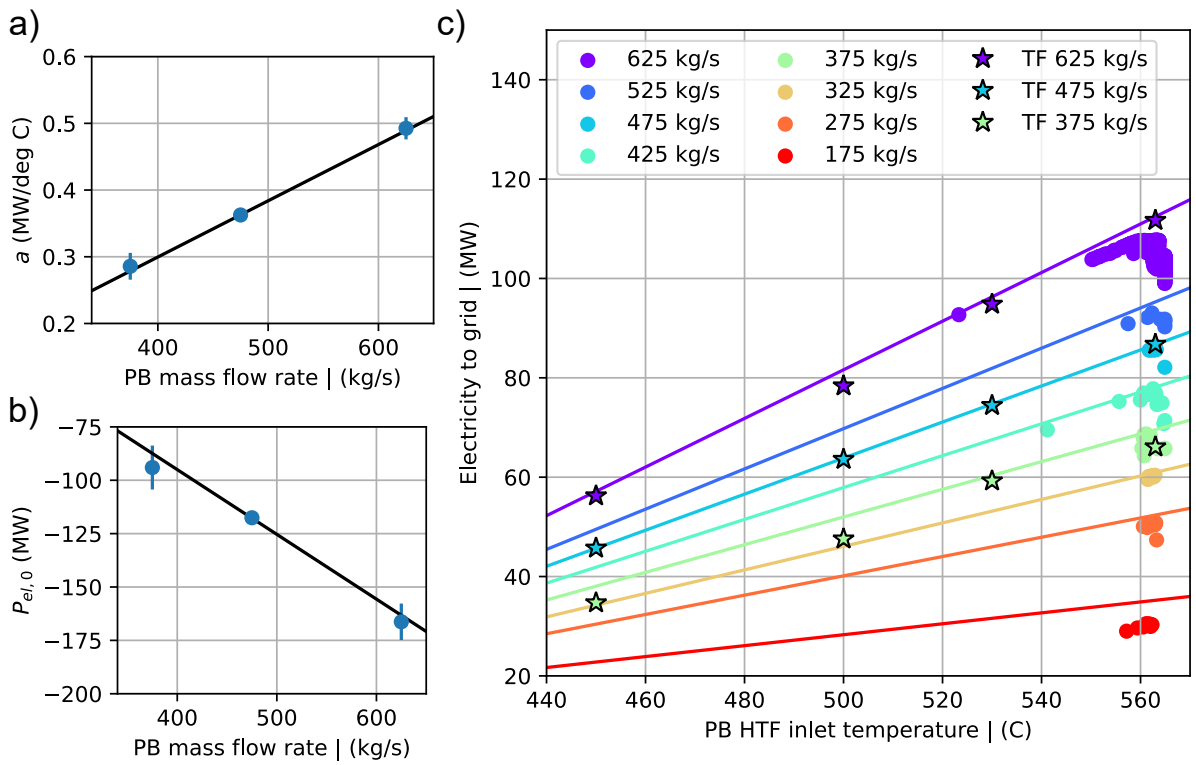 a)
0.6
0.5
0.4
0.3
0.2
a (MW/deg C)
400
500
600
PB mass flow rate | (kg/s)
b)
−75
−100
−125
−150
−175
−200
P_{el,0} (MW)
400
500
600
PB mass flow rate | (kg/s)
c)
140
120
100
80
60
40
20
Electricity to grid | (MW)
625 kg/s
525 kg/s
475 kg/s
425 kg/s
375 kg/s
325 kg/s
275 kg/s
175 kg/s
TF 625 kg/s
TF 475 kg/s
TF 375 kg/s
440
460
480
500
520
540
560
PB HTF inlet temperature | (C)